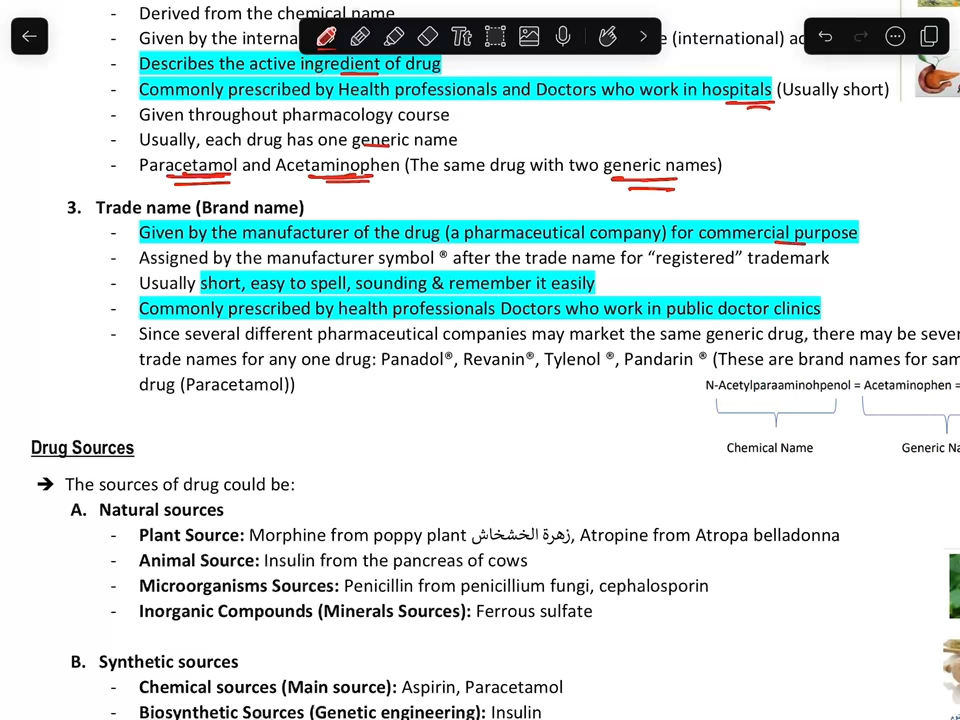 - Derived from the chemical name
- Given by the interna
e (international) ac
- Describes the active ingredient of drug
- Commonly prescribed by Health professionals and Doctors who work in hospitals (Usually short)
- Given throughout pharmacology course
- Usually, each drug has one generic name
- Paracetamol and Acetaminophen (The same drug with two generic names)
3. Trade name (Brand name)
- Given by the manufacturer of the drug (a pharmaceutical company) for commercial purpose
- Assigned by the manufacturer symbol ® after the trade name for “registered” trademark
- Usually short, easy to spell, sounding & remember it easily
- Commonly prescribed by health professionals Doctors who work in public doctor clinics
- Since several different pharmaceutical companies may market the same generic drug, there may be seve
trade names for any one drug: Panadol®, Revanin®, Tylenol ®, Pandarin ® (These are brand names for sam
drug (Paracetamol))
N-Acetylparaaminohpenol = Acetaminophen =
Chemical Name
Generic Na
Drug Sources
➔ The sources of drug could be:
A. Natural sources
- Plant Source: Morphine from poppy plant زهرة الخشخاش, Atropine from Atropa belladonna
- Animal Source: Insulin from the pancreas of cows
- Microorganisms Sources: Penicillin from penicillium fungi, cephalosporin
- Inorganic Compounds (Minerals Sources): Ferrous sulfate
B. Synthetic sources
- Chemical sources (Main source): Aspirin, Paracetamol
- Biosynthetic Sources (Genetic engineering): Insulin